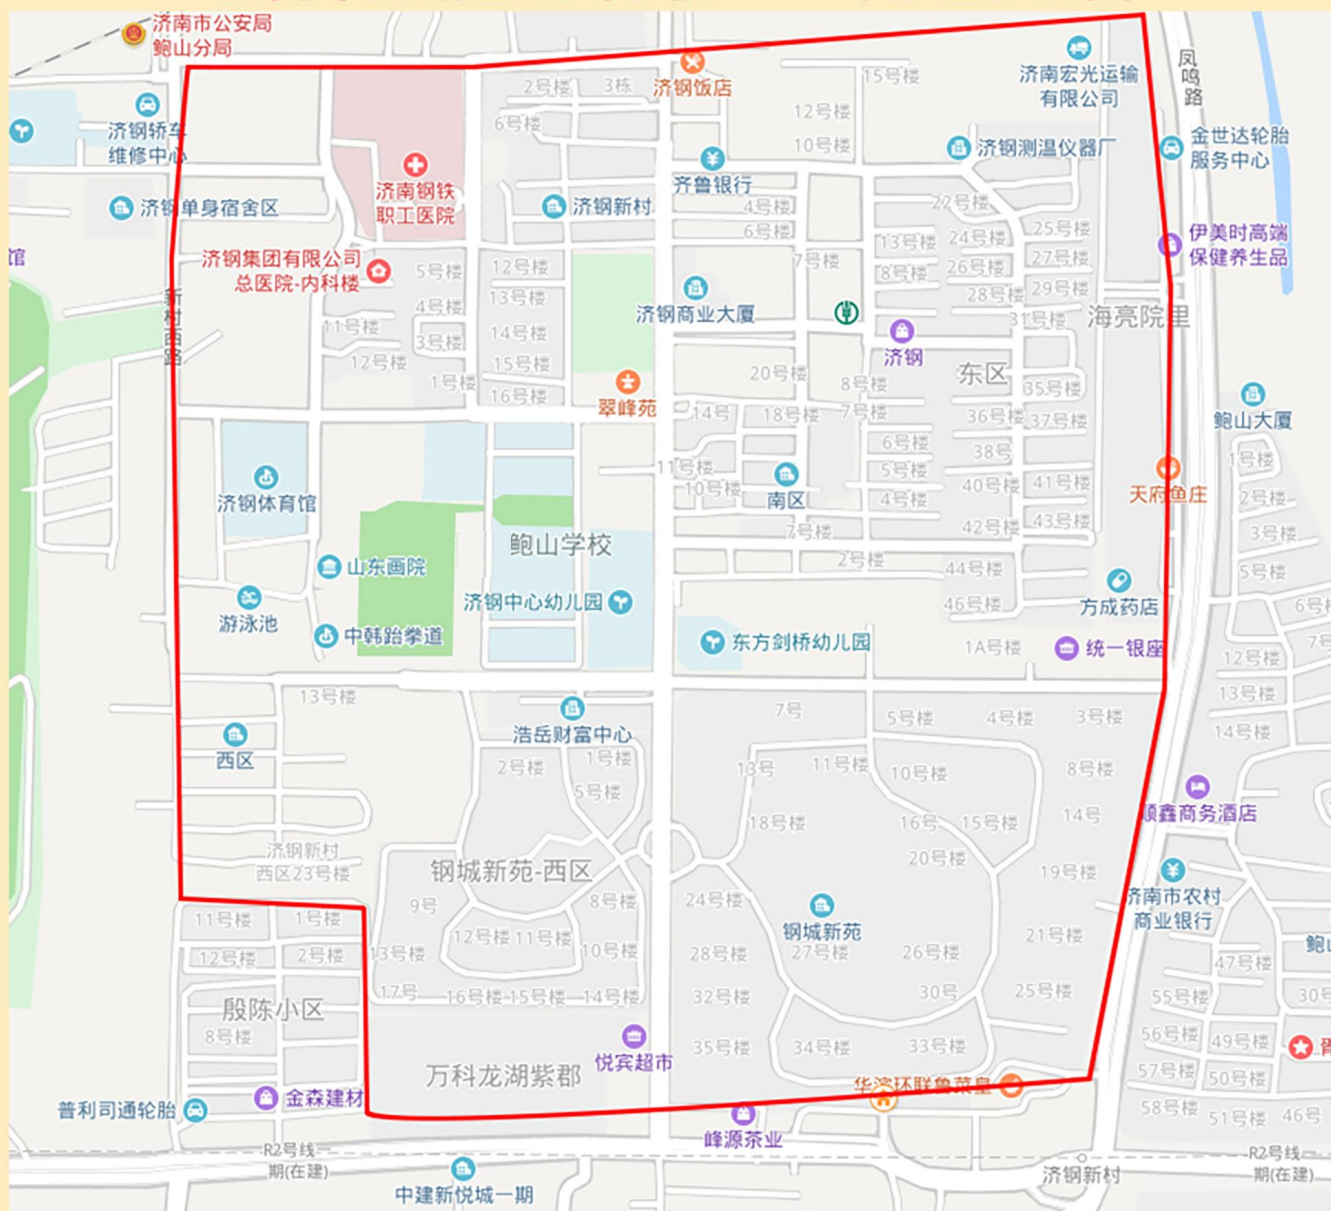 济南市公安局
鲍山分局
凤鸣路
济钢饭店
济南宏光运输
有限公司
15号楼
2号楼
3栋
6号楼
12号楼
10号楼
济钢轿车
维修中心
济钢测温仪器厂
金世达轮胎
服务中心
齐鲁银行
济南钢铁
职工医院
济钢单身宿舍区
济钢新村
4号楼
6号楼
22号楼
25号楼
伊美时高端
保健养生品
馆
济钢集团有限公司
总医院-内科楼
5号楼
12号楼
7号楼
13号楼
24号楼
27号楼
8号楼
26号楼
新村西路
4号楼
13号楼
济钢商业大厦
28号楼
29号楼
31号楼
海亮院里
11号楼
3号楼
14号楼
12号楼
15号楼
济钢
1号楼
16号楼
翠峰苑
20号楼
8号楼
东区
35号楼
14号
18号楼
7号楼
36号楼
37号楼
鲍山大厦
6号楼
38号
11号楼
5号楼
1号楼
10号楼
南区
4号楼
40号楼
41号楼
天府鱼庄
2号楼
济钢体育馆
7号楼
42号楼
43号楼
3号楼
鲍山学校
2号楼
44号楼
5号楼
山东画院
济钢中心幼儿园
46号楼
方成药店
6号
游泳池
中韩跆拳道
东方剑桥幼儿园
1A号楼
统一银座
7号
12号楼
13号楼
13号楼
7号
5号楼
4号楼
3号楼
14号楼
西区
浩岳财富中心
2号楼
1号楼
13号
11号楼
10号楼
8号楼
5号楼
顺鑫商务酒店
18号楼
16号
15号楼
14号
济钢新村
西区23号楼
钢城新苑-西区
20号楼
19号楼
9号
8号楼
24号楼
钢城新苑
济南市农村
商业银行
11号楼
1号楼
12号楼
11号楼
10号楼
21号楼
12号楼
2号楼
13号楼
28号楼
27号楼
26号楼
47号楼
鲍山
17号
16号楼
15号楼
14号楼
32号楼
30号
25号楼
55号楼
30号
殷陈小区
8号楼
悦宾超市
35号楼
34号楼
33号楼
56号楼
49号楼
万科龙湖紫郡
57号楼
50号楼
金森建材
58号楼
51号楼
46号
普利司通轮胎
峰源茶业
R2号线
期(在建)
R2号线
期(在建)
济钢新村
中建新悦城一期